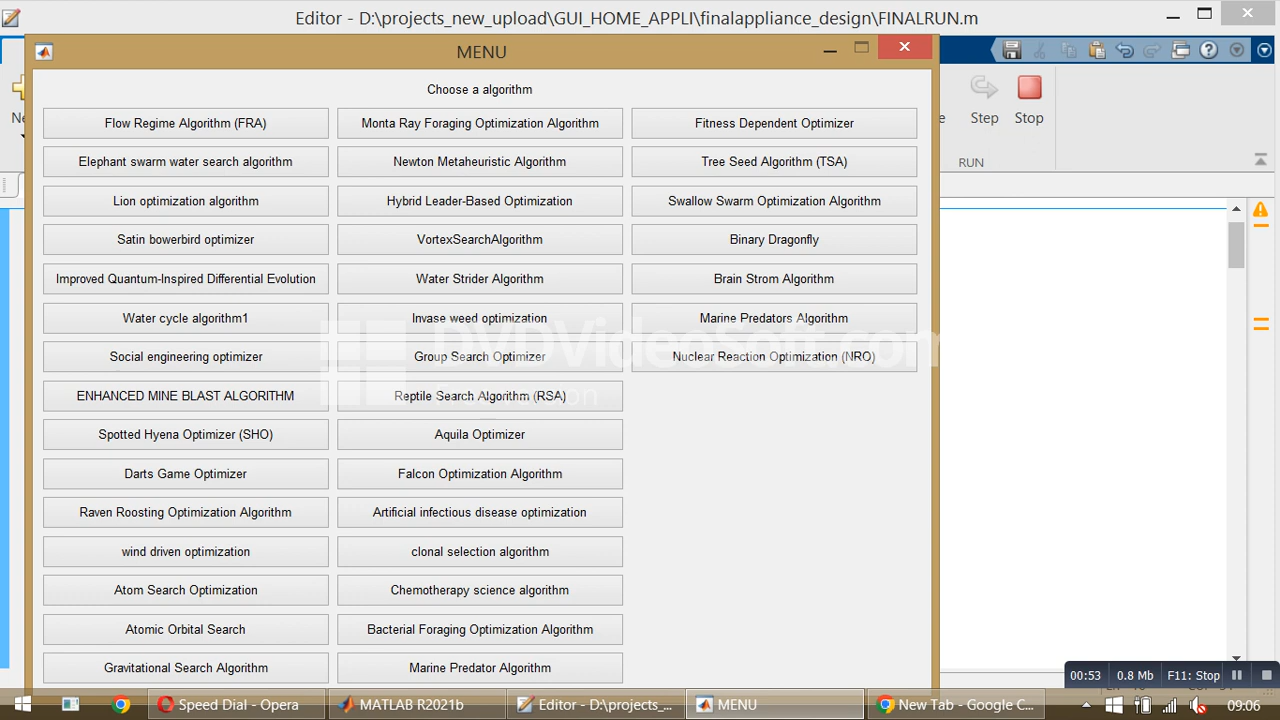 Editor - D:\projects_new_upload\GUI_HOME_APPLI\finalappliance_design\FINALRUN.m
MENU
Choose a algorithm
Flow Regime Algorithm (FRA)
Elephant swarm water search algorithm
Lion optimization algorithm
Satin bowerbird optimizer
Improved Quantum-Inspired Differential Evolution
Water cycle algorithm1
Social engineering optimizer
ENHANCED MINE BLAST ALGORITHM
Spotted Hyena Optimizer (SHO)
Darts Game Optimizer
Raven Roosting Optimization Algorithm
wind driven optimization
Atom Search Optimization
Atomic Orbital Search
Gravitational Search Algorithm
Monta Ray Foraging Optimization Algorithm
Newton Metaheuristic Algorithm
Hybrid Leader-Based Optimization
VortexSearchAlgorithm
Water Strider Algorithm
Invase weed optimization
Group Search Optimizer
Reptile Search Algorithm (RSA)
Aquila Optimizer
Falcon Optimization Algorithm
Artificial infectious disease optimization
clonal selection algorithm
Chemotherapy science algorithm
Bacterial Foraging Optimization Algorithm
Marine Predator Algorithm
Fitness Dependent Optimizer
Tree Seed Algorithm (TSA)
Swallow Swarm Optimization Algorithm
Binary Dragonfly
Brain Strom Algorithm
Marine Predators Algorithm
Nuclear Reaction Optimization (NRO)
DVDVideoSoft.com
Ne
Step
Stop
RUN
00:53 0.8 Mb F11: Stop
Speed Dial - Opera
MATLAB R2021b
Editor - D:\projects_...
MENU
New Tab - Google C...
09:06